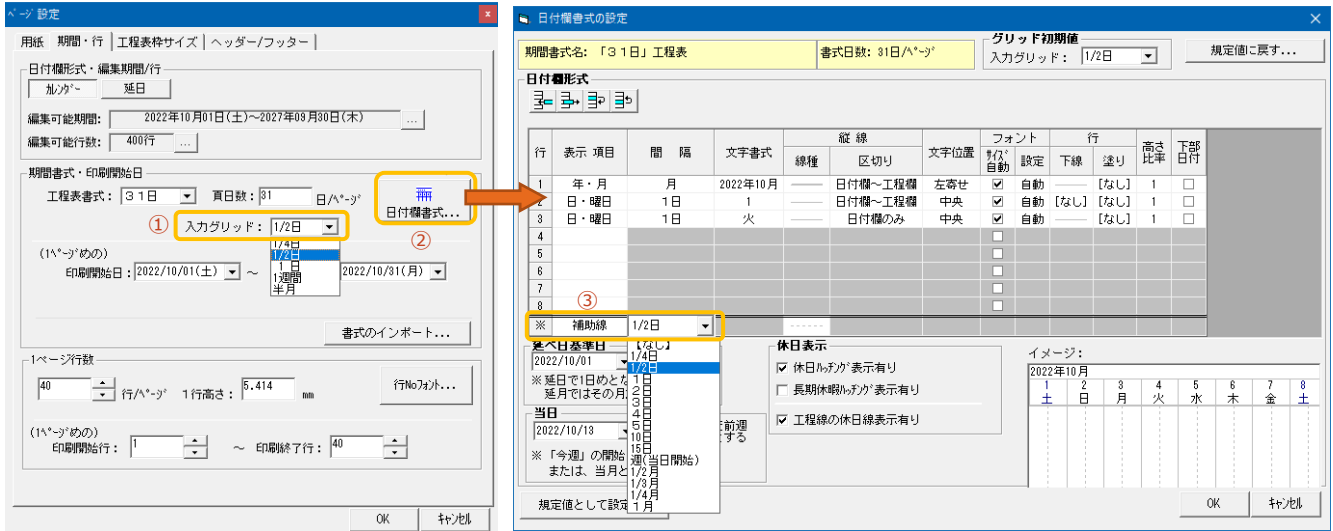 ページ設定
用紙 期間・行 工程表枠サイズ ヘッダー/フッター
日付欄形式・編集期間/行
カレンダー 延日
編集可能期間: 2022年10月01日(土)～2027年09月30日(木) ...
編集可能行数: 400行 ...
期間書式・印刷開始日
工程表書式: 31日 頁日数: 31 日/ページ
日付欄書式...
① 入力グリッド: 1/2日
②
1/4日
1/2日
1日
1週間
半月
(1ページめの)
印刷開始日: 2022/10/01(土) ～ 2022/10/31(月)
書式のインポート...
1ページ行数
40 行/ページ 1行高さ: 5.414 mm 行Noフォント...
(1ページめの)
印刷開始行: 1 ～ 印刷終了行: 40
OK キャンセル
日付欄書式の設定
期間書式名: 「31日」工程表 書式日数: 31日/ページ
グリッド初期値
入力グリッド: 1/2日
規定値に戻す...
日付欄形式
縦線 フォント 行
行 表示 項目 間 隔 文字書式 線種 区切り 文字位置 サイズ自動 設定 下線 塗り 高さ比率 下部日付
1 年・月 月 2022年10月 日付欄～工程欄 左寄せ 自動 [なし] 1
2 日・曜日 1日 1 日付欄～工程欄 中央 自動 [なし] [なし] 1
3 日・曜日 1日 火 日付欄のみ 中央 自動 [なし] 1
4
5
6
7
8
③
※ 補助線 1/2日
【なし】
1/4日
1/2日
1日
2日
3日
4日
5日
10日
15日
週(当日開始)
1/2月
1/3月
1/4月
1月
延べ日基準日
2022/10/01
※延日で1日めとな
延月ではその月
当日
2022/10/13
前週
とする
※「今週」の開始
または、当月と
休日表示
休日ハッチング表示有り
長期休暇ハッチング表示有り
工程線の休日線表示有り
イメージ:
2022年10月
1 2 3 4 5 6 7 8
土 日 月 火 水 木 金 土
規定値として設定
OK キャンセル